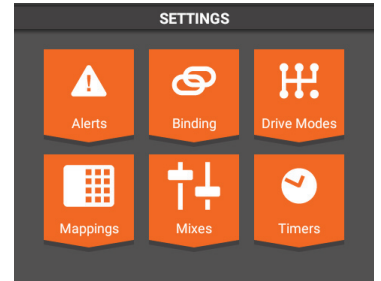 SETTINGS
Alerts
Binding
Drive Modes
Mappings
Mixes
Timers